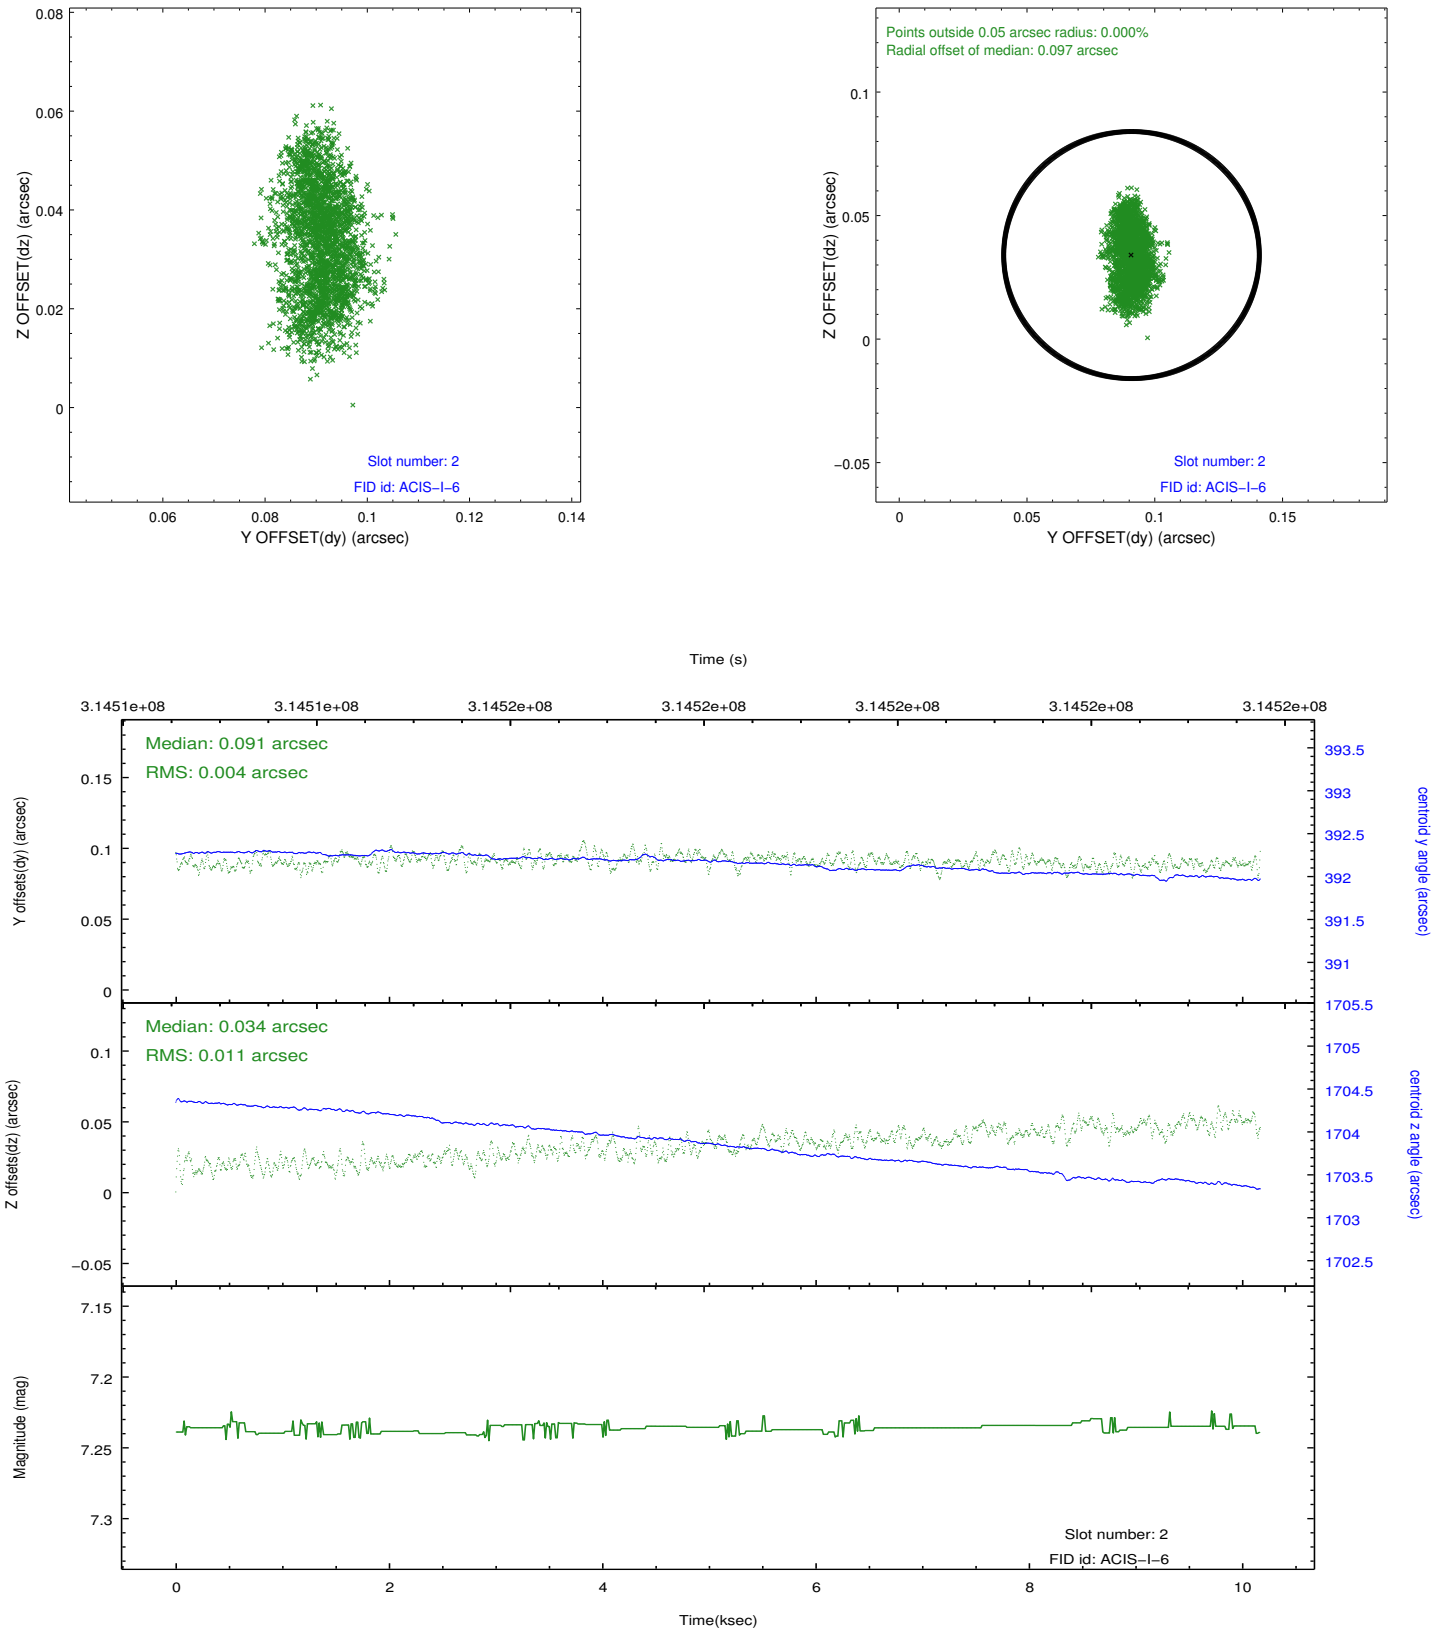 0.08
0.06
0.04
0.02
0
Z OFFSET(dz) (arcsec)
Slot number: 2
FID id: ACIS−I−6
0.06 0.08 0.1 0.12 0.14
Y OFFSET(dy) (arcsec)
Points outside 0.05 arcsec radius: 0.000%
Radial offset of median: 0.097 arcsec
0.1
0.05
0
−0.05
Z OFFSET(dz) (arcsec)
Slot number: 2
FID id: ACIS−I−6
0 0.05 0.1 0.15
Y OFFSET(dy) (arcsec)
Time (s)
3.1451e+08 3.1451e+08 3.1452e+08 3.1452e+08 3.1452e+08 3.1452e+08 3.1452e+08
Median: 0.091 arcsec
RMS: 0.004 arcsec
0.15
0.1
0.05
0
Y offsets(dy) (arcsec)
393.5
393
392.5
392
391.5
391
centroid y angle (arcsec)
Median: 0.034 arcsec
RMS: 0.011 arcsec
0.1
0.05
0
−0.05
Z offsets(dz) (arcsec)
1705.5
1705
1704.5
1704
1703.5
1703
1702.5
centroid z angle (arcsec)
7.15
7.2
7.25
7.3
Magnitude (mag)
Slot number: 2
FID id: ACIS−I−6
0 2 4 6 8 10
Time(ksec)